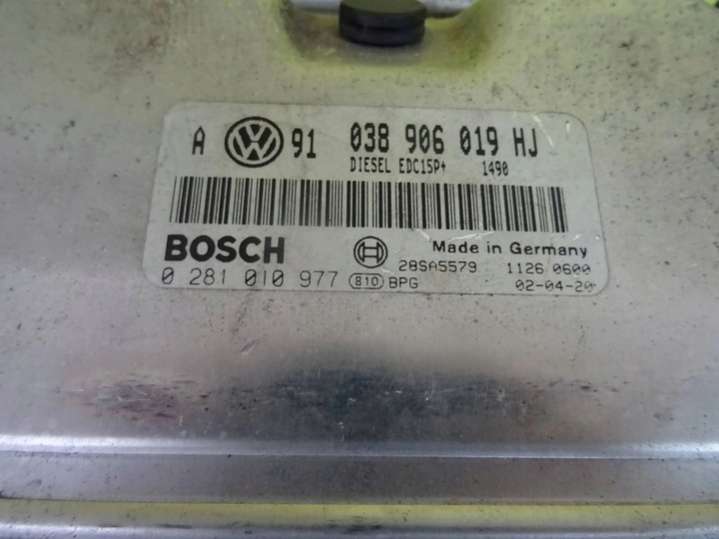 A VW 91 038 906 019 HJ
DIESEL EDC15P+ 1490
BOSCH Made in Germany
28SA5579 1126 0600
0 281 010 977 810 BPG 02-04-20